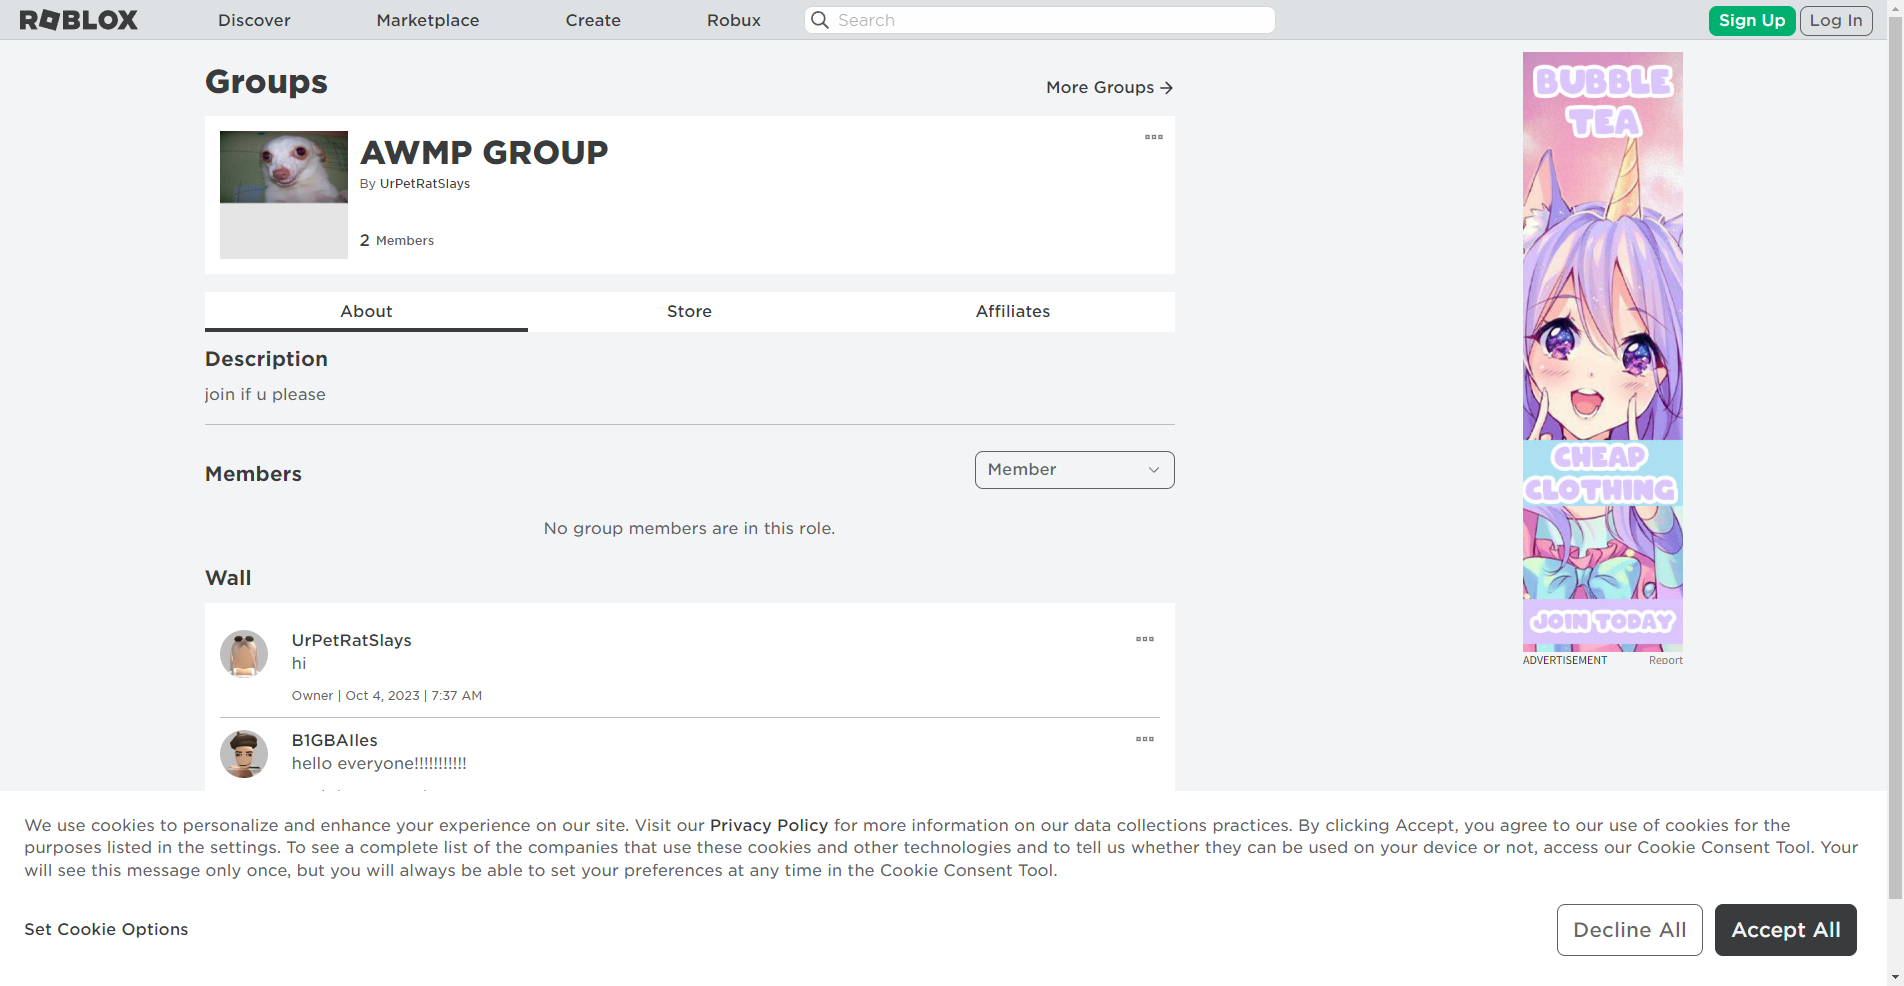 ROBLOX
Discover
Marketplace
Create
Robux
Search
Sign Up
Log In
Groups
More Groups
AWMP GROUP
By UrPetRatSlays
2 Members
About
Store
Affiliates
Description
join if u please
Members
Member
No group members are in this role.
Wall
UrPetRatSlays
hi
Owner | Oct 4, 2023 | 7:37 AM
B1GBAIles
hello everyone!!!!!!!!!!!
BUBBLE
TEA
CHEAP
CLOTHING
JOIN TODAY
ADVERTISEMENT
Report
We use cookies to personalize and enhance your experience on our site. Visit our Privacy Policy for more information on our data collections practices. By clicking Accept, you agree to our use of cookies for the
purposes listed in the settings. To see a complete list of the companies that use these cookies and other technologies and to tell us whether they can be used on your device or not, access our Cookie Consent Tool. Your
will see this message only once, but you will always be able to set your preferences at any time in the Cookie Consent Tool.
Set Cookie Options
Decline All
Accept All